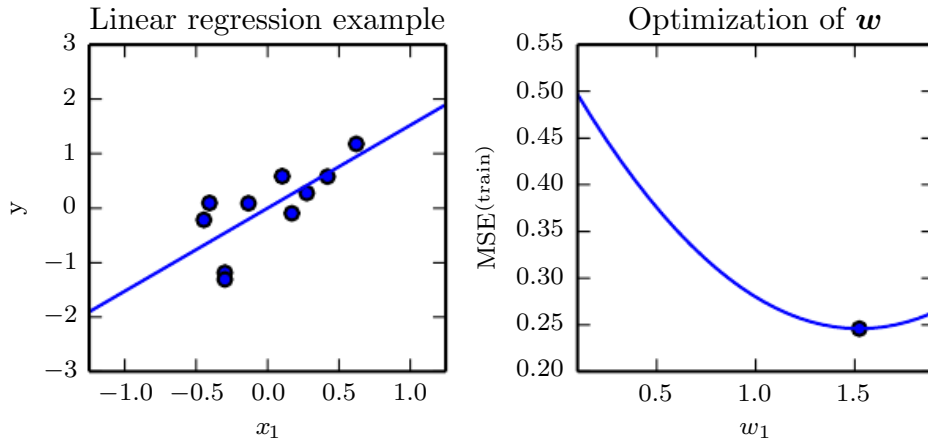 Linear regression example
3
2
1
0
−1
−2
−3
y
−1.0 −0.5 0.0 0.5 1.0
x1
Optimization of w
0.55
0.50
0.45
0.40
0.35
0.30
0.25
0.20
MSE(train)
0.5 1.0 1.5
w1